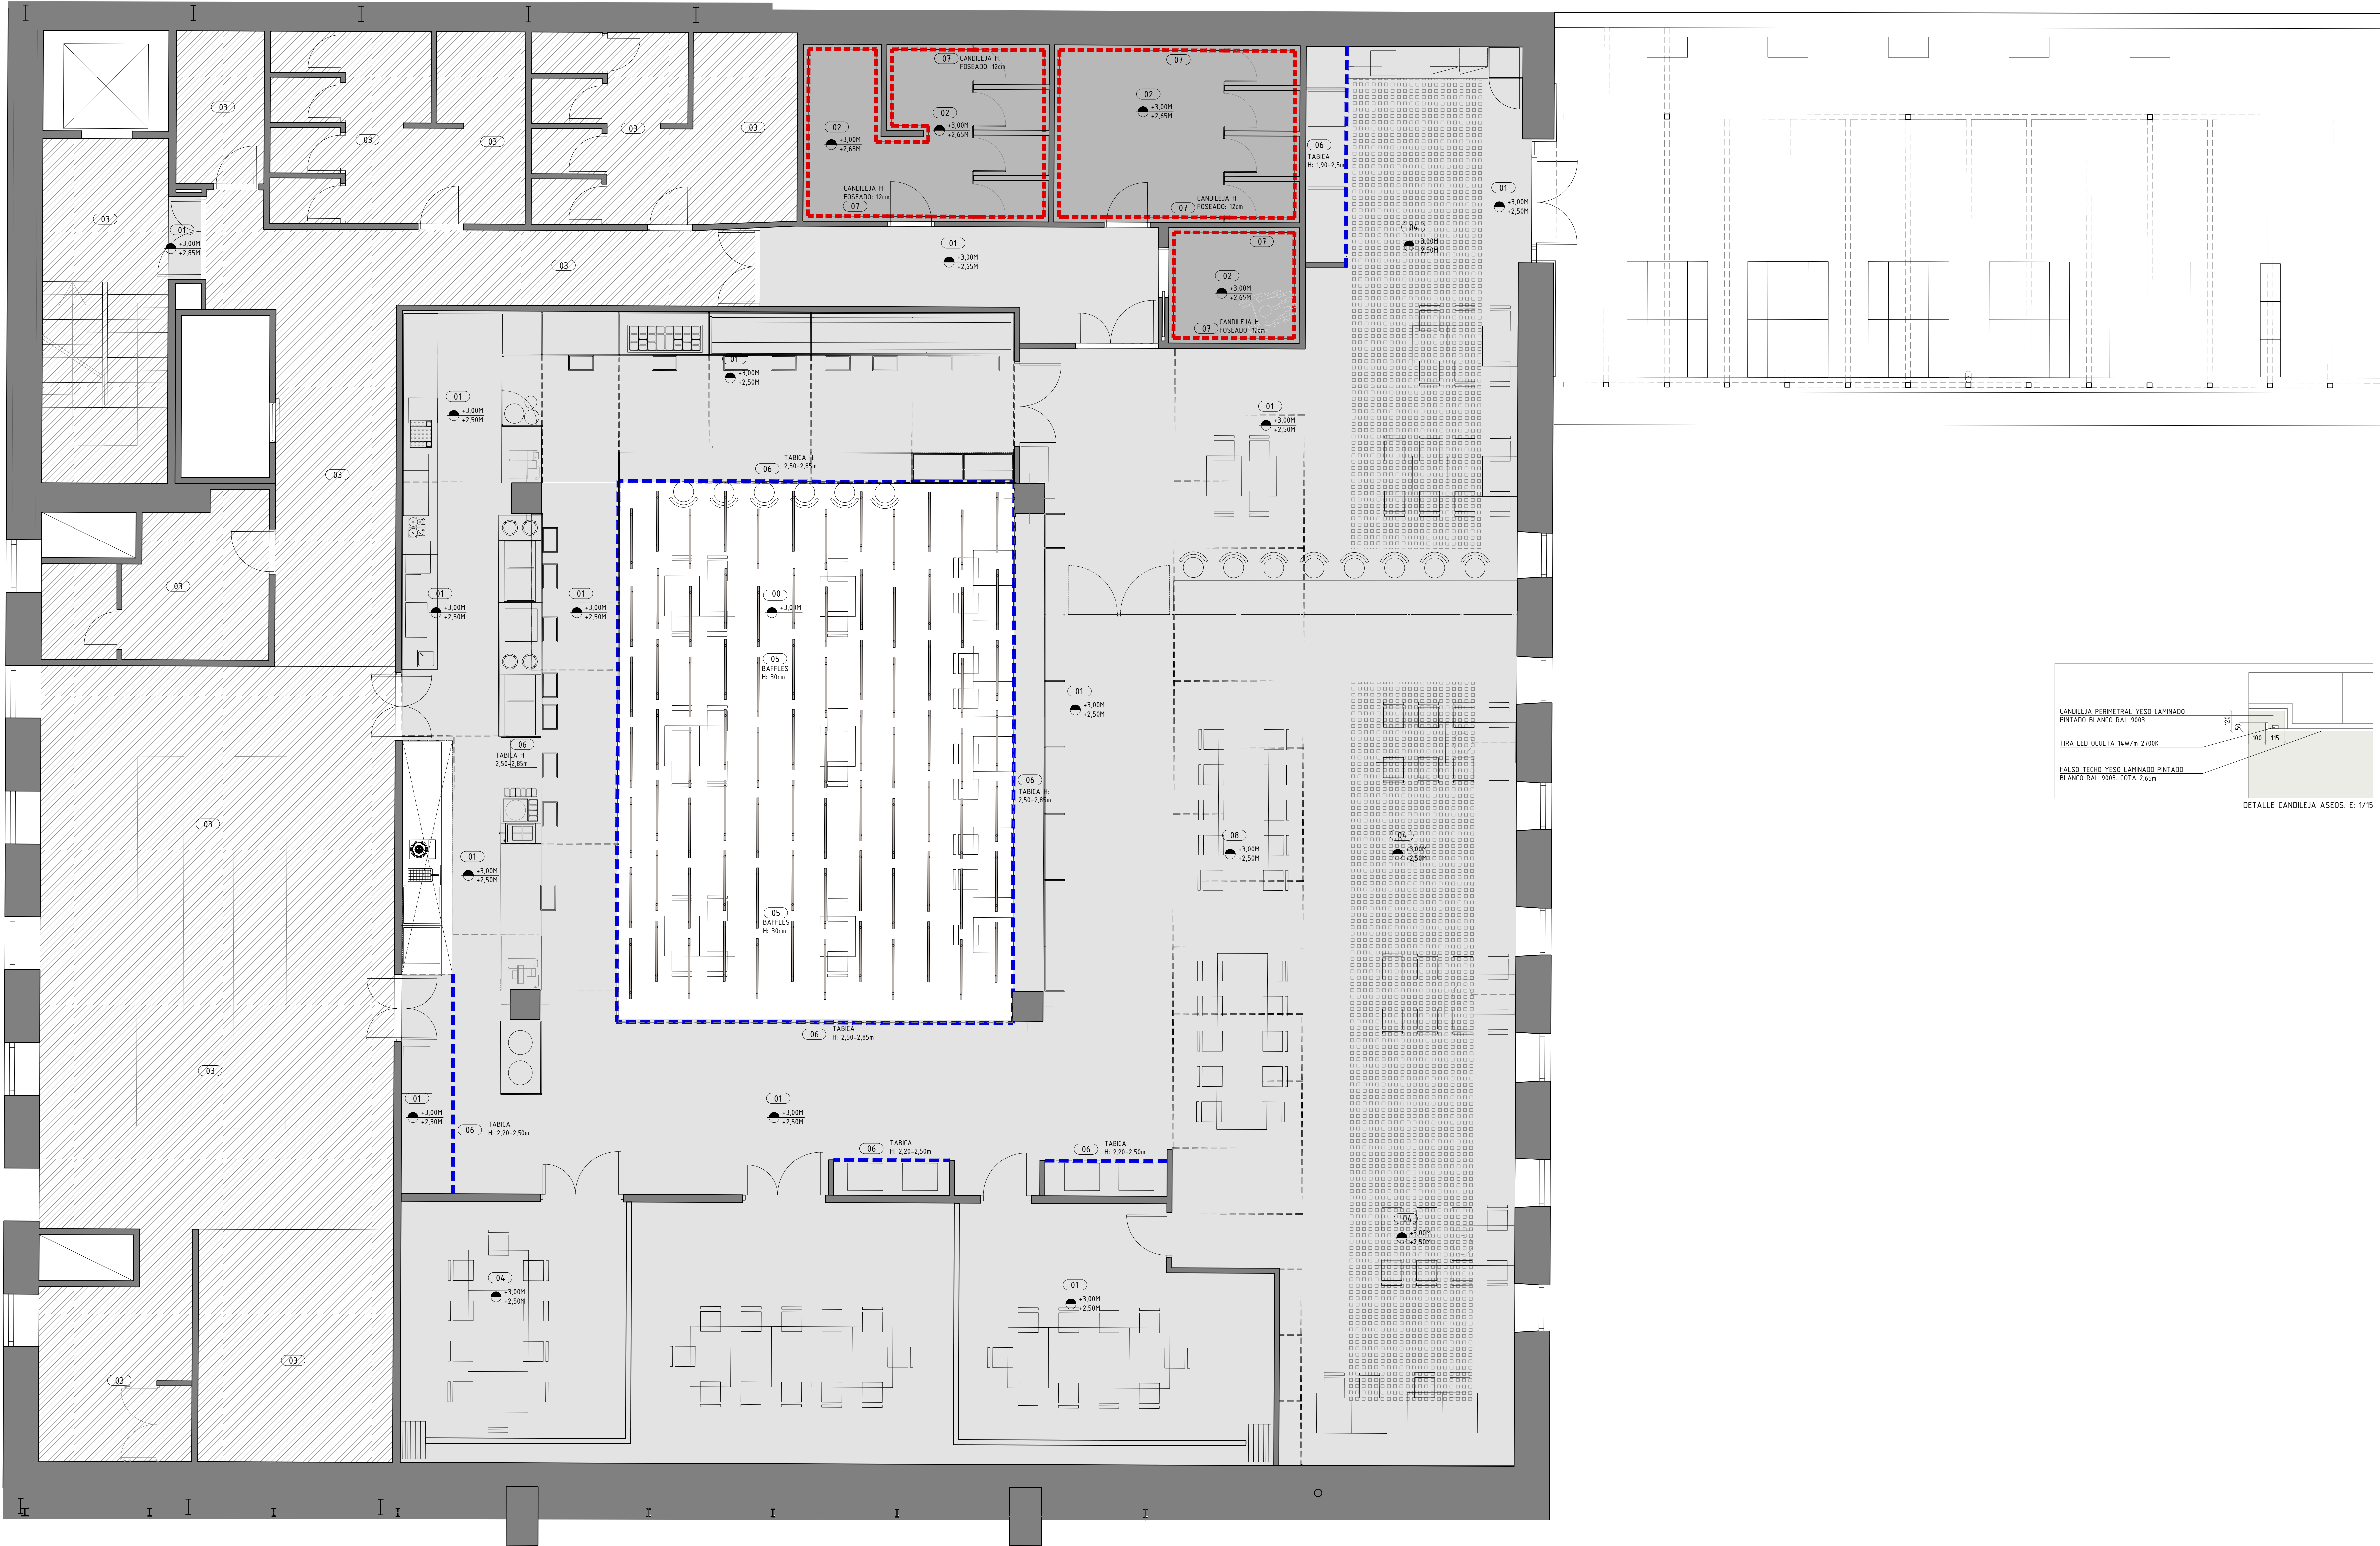 07 CANDILEJA H.
FOSEADO: 12cm
07
02
+3,00M
+2,65M
02
+3,00M
+2,65M
02
+3,00M
+2,65M
03
03
03
03
03
06
TABICA
H: 1,90-2,5m
CANDILEJA H
FOSEADO: 12cm
07
CANDILEJA H
07 FOSEADO: 12cm
01
+3,00M
+2,50M
03
01
+3,00M
+2,85M
04
+3,00M
+2,50M
01
+3,00M
+2,65M
07
03
02
+3,00M
+2,65M
CANDILEJA H
07 FOSEADO: 12cm
01
+3,00M
+2,50M
01
+3,00M
+2,50M
01
+3,00M
+2,50M
03
06
TABICA H:
2,50-2,85m
03
01
+3,00M
+2,50M
01
+3,00M
+2,50M
00
+3,00M
05
BAFFLES
H: 30cm
01
+3,00M
+2,50M
06
TABICA H:
2,50-2,85m
06
TABICA H:
2,50-2,85m
CANDILEJA PERIMETRAL YESO LAMINADO
PINTADO BLANCO RAL 9003
TIRA LED OCULTA 14W/m 2700K
FALSO TECHO YESO LAMINADO PINTADO
BLANCO RAL 9003. COTA 2,65m
120
50
100
115
DETALLE CANDILEJA ASEOS. E: 1/15
03
01
+3,00M
+2,50M
08
+3,00M
+2,50M
04
+3,00M
+2,50M
05
BAFFLES
H: 30cm
06
TABICA
H: 2,50-2,85m
03
01
+3,00M
+2,30M
01
+3,00M
+2,50M
06
TABICA
H: 2,20-2,50m
06
TABICA
H: 2,20-2,50m
06
TABICA
H: 2,20-2,50m
04
+3,00M
+2,50M
04
+3,00M
+2,50M
01
+3,00M
+2,50M
03
03